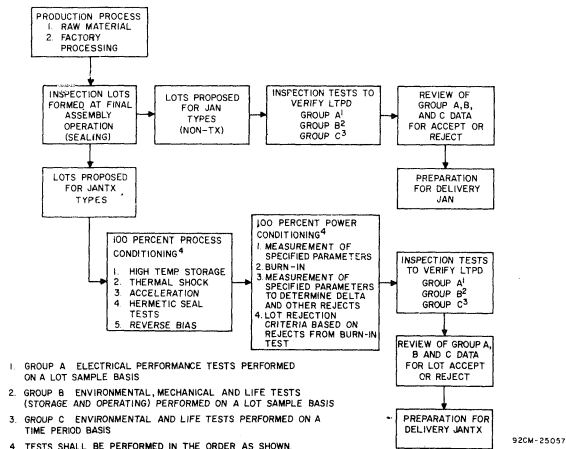 PRODUCTION PROCESS
1. RAW MATERIAL
2. FACTORY
PROCESSING
INSPECTION LOTS
FORMED AT FINAL
ASSEMBLY
OPERATION
(SEALING)
LOTS PROPOSED
FOR JAN
TYPES
(NON-TX)
INSPECTION TESTS TO
VERIFY LTPD
GROUP A1
GROUP B2
GROUP C3
REVIEW OF
GROUP A,B,
AND C DATA
FOR ACCEPT OR
REJECT
PREPARATION
FOR DELIVERY
JAN
LOTS PROPOSED
FOR JANTX
TYPES
100 PERCENT PROCESS
CONDITIONING4
1. HIGH TEMP. STORAGE
2. THERMAL SHOCK
3. ACCELERATION
4. HERMETIC SEAL
TESTS
5. REVERSE BIAS
100 PERCENT POWER
CONDITIONING4
1. MEASUREMENT OF
SPECIFIED PARAMETERS
2. BURN-IN
3. MEASUREMENT OF
SPECIFIED PARAMETERS
TO DETERMINE DELTA
AND OTHER REJECTS
4. LOT REJECTION
CRITERIA BASED ON
REJECTS FROM BURN-IN
TEST
INSPECTION TESTS
TO VERIFY LTPD
GROUP A1
GROUP B2
GROUP C3
REVIEW OF GROUP A,
B AND C DATA
FOR LOT ACCEPT
OR REJECT
PREPARATION FOR
DELIVERY JANTX
1. GROUP A ELECTRICAL PERFORMANCE TESTS PERFORMED
ON A LOT SAMPLE BASIS
2. GROUP B ENVIRONMENTAL, MECHANICAL AND LIFE TESTS
(STORAGE AND OPERATING) PERFORMED ON A LOT SAMPLE BASIS
3. GROUP C ENVIRONMENTAL AND LIFE TESTS PERFORMED ON A
TIME PERIOD BASIS
4. TESTS SHALL BE PERFORMED IN THE ORDER AS SHOWN.
92CM-25057